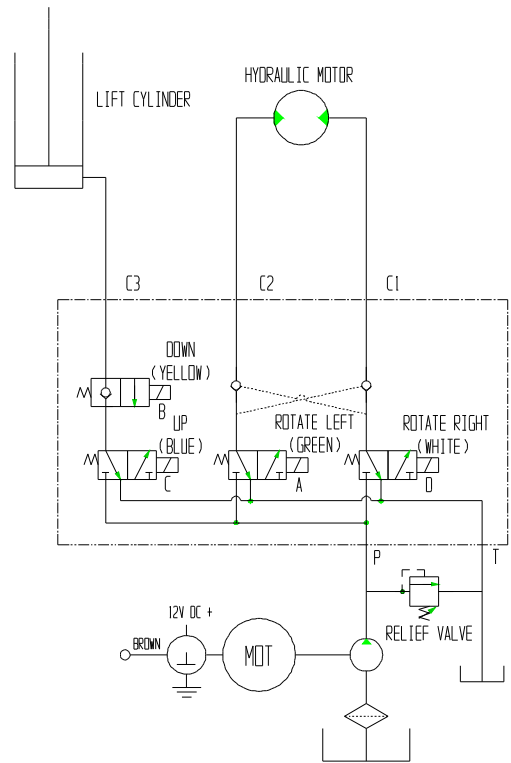 HYDRAULIC MOTOR
LIFT CYLINDER
C3
C2
C1
DOWN
(YELLOW)
B
UP
(BLUE)
C
ROTATE LEFT
(GREEN)
A
ROTATE RIGHT
(WHITE)
D
P
T
RELIEF VALVE
12V DC +
BROWN
MOT